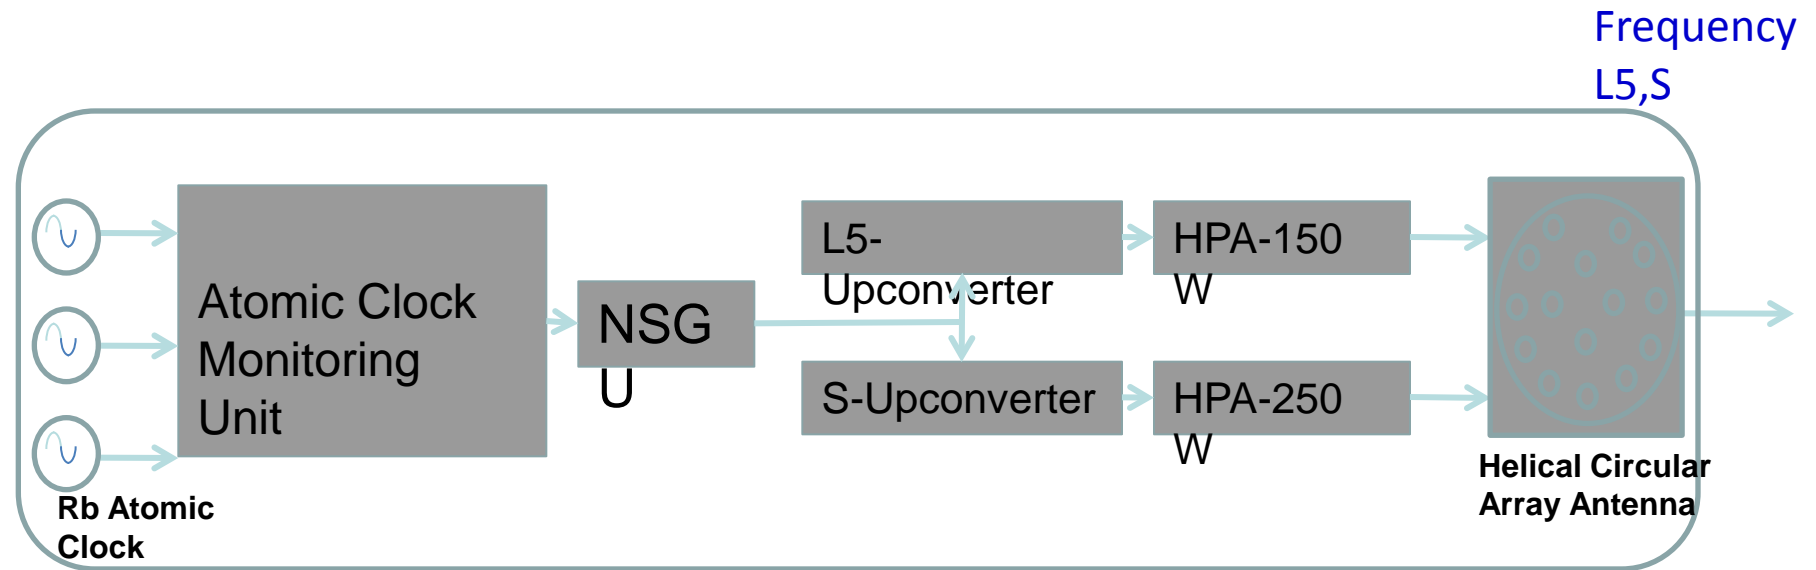 Frequency
L5,S
Atomic Clock
Monitoring
Unit
NSG
U
L5-
Upconverter
HPA-150
W
S-Upconverter
HPA-250
W
Rb Atomic
Clock
Helical Circular
Array Antenna